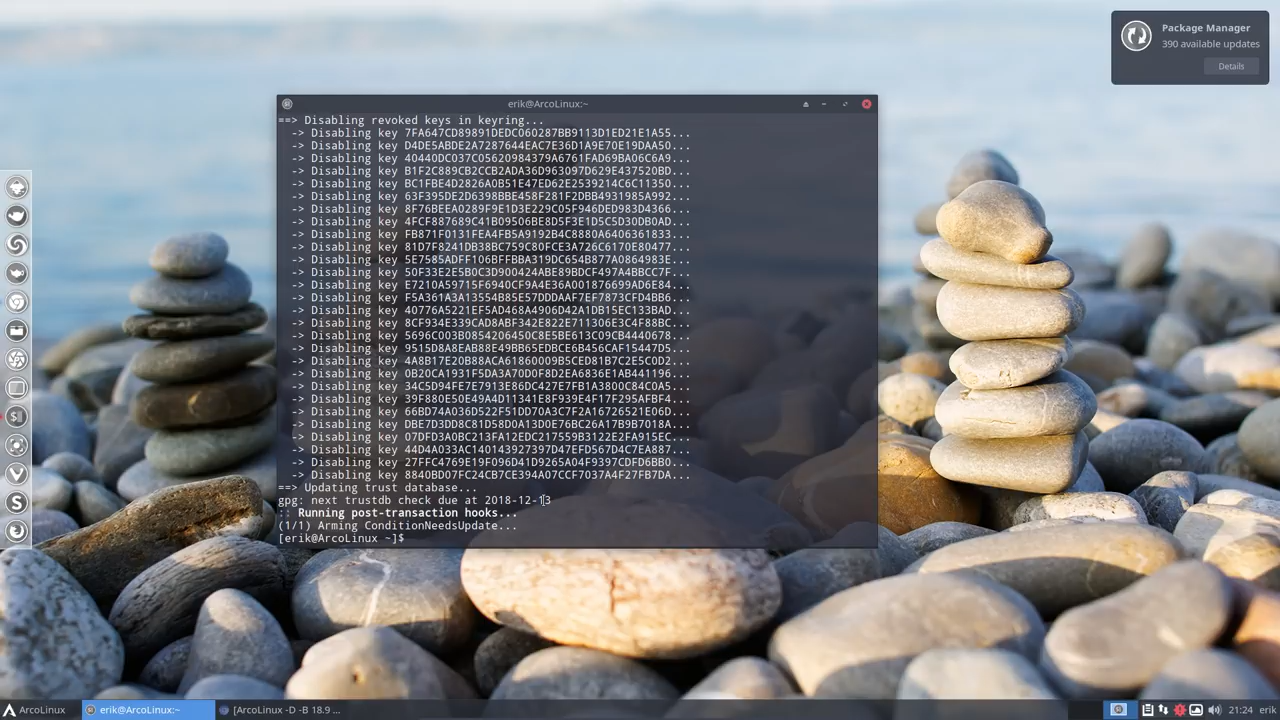 Package Manager
390 available updates
Details
erik@ArcoLinux:~
==> Disabling revoked keys in keyring...
-> Disabling key 7FA647CD89891DEDC060287BB9113D1ED21E1A55...
-> Disabling key D4DE5ABDE2A7287644EAC7E36D1A9E70E19DAA50...
-> Disabling key 40440DC037C05620984379A6761FAD69BA06C6A9...
-> Disabling key B1F2C889CB2CCB2ADA36D963097D629E437520BD...
-> Disabling key BC1FBE4D2826A0B51E47ED62E2539214C6C11350...
-> Disabling key 63F395DE2D6398BBE458F281F2DBB4931985A992...
-> Disabling key 8F76BEEA0289F9E1D3E229C05F946DED983D4366...
-> Disabling key 4FCF887689C41B09506BE8D5F3E1D5C5D30DB0AD...
-> Disabling key FB871F0131FEA4FB5A9192B4C8880A6406361833...
-> Disabling key 81D7F8241DB38BC759C80FCE3A726C6170E80477...
-> Disabling key 5E7585ADFF106BFFBBA319DC654B877A0864983E...
-> Disabling key 50F33E2E5B0C3D900424ABE89BDCF497A4BBCC7F...
-> Disabling key E7210A59715F6940CF9A4E36A001876699AD6E84...
-> Disabling key F5A361A3A13554B85E57DDDAAF7EF7873CFD4BB6...
-> Disabling key 40776A5221EF5AD468A4906D42A1DB15EC133BAD...
-> Disabling key 8CF934E339CAD8ABF342E822E711306E3C4F88BC...
-> Disabling key 5696C003B0854206450C8E5BE613C09CB4440678...
-> Disabling key 9515D8A8EAB88E49BB65EDBCE6B456CAF15447D5...
-> Disabling key 4A8B17E20B88ACA61860009B5CED81B7C2E5C0D2...
-> Disabling key 0B20CA1931F5DA3A70D0F8D2EA6836E1AB441196...
-> Disabling key 34C5D94FE7E7913E86DC427E7FB1A3800C84C0A5...
-> Disabling key 39F880E50E49A4D11341E8F939E4F17F295AFBF4...
-> Disabling key 66BD74A036D522F51DD70A3C7F2A16726521E06D...
-> Disabling key DBE7D3DD8C81D58D0A13D0E76BC26A17B9B7018A...
-> Disabling key 07DFD3A0BC213FA12EDC217559B3122E2FA915EC...
-> Disabling key 44D4A033AC140143927397D47EFD567D4C7EA887...
-> Disabling key 27FFC4769E19F096D41D9265A04F9397CDFD6BB0...
-> Disabling key 8840BD07FC24CB7CE394A07CCF7037A4F27FB7DA...
==> Updating trust database...
gpg: next trustdb check due at 2018-12-13
:: Running post-transaction hooks...
(1/1) Arming ConditionNeedsUpdate...
[erik@ArcoLinux ~]$
ArcoLinux
erik@ArcoLinux:~
[ArcoLinux -D -B 18.9 ...
21:24
erik